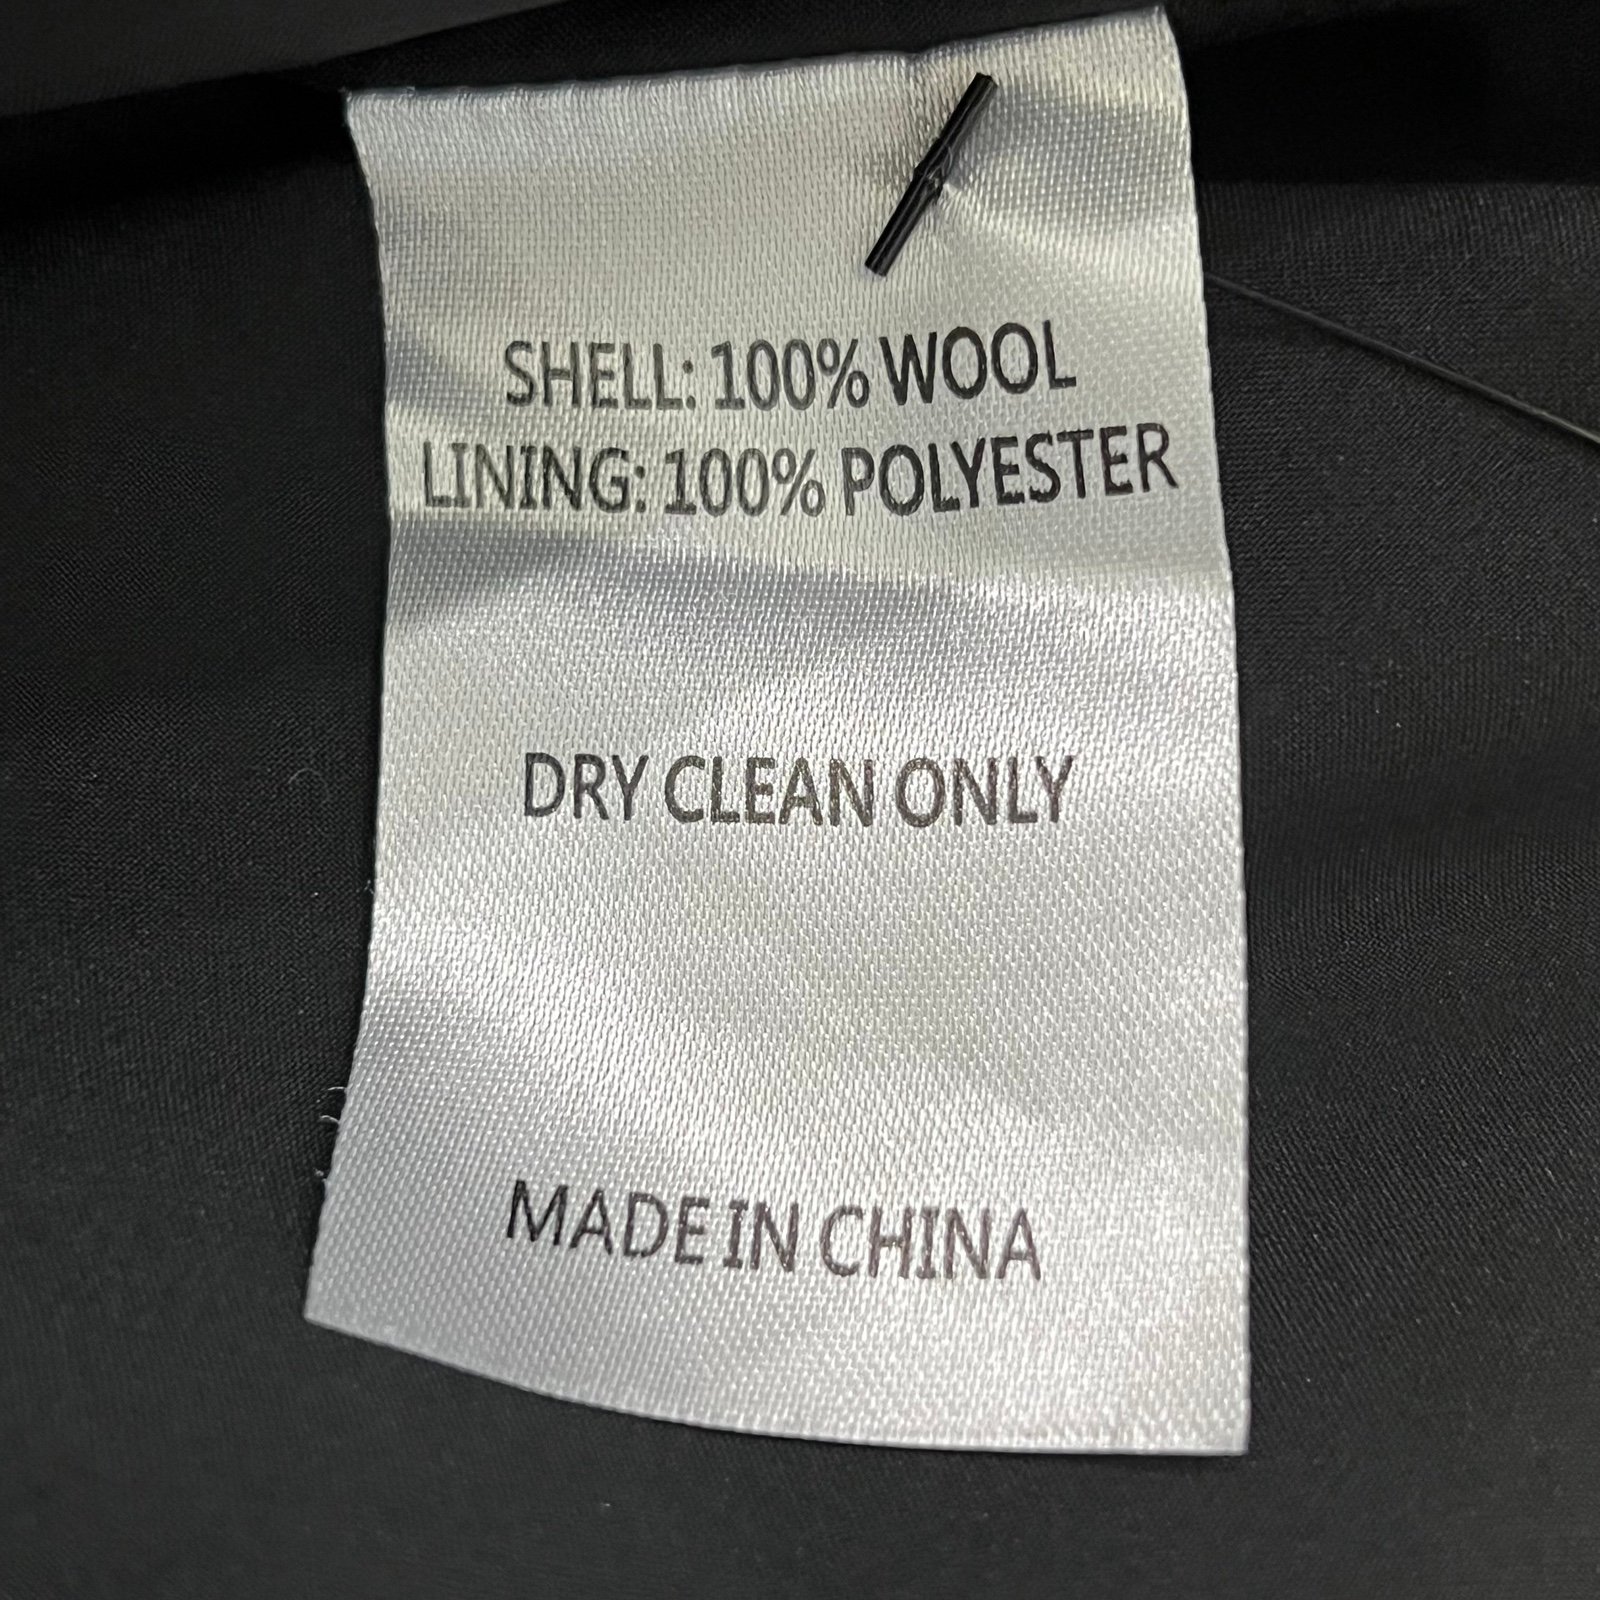 SHELL: 100% WOOL
LINING: 100% POLYESTER
DRY CLEAN ONLY
MADE IN CHINA